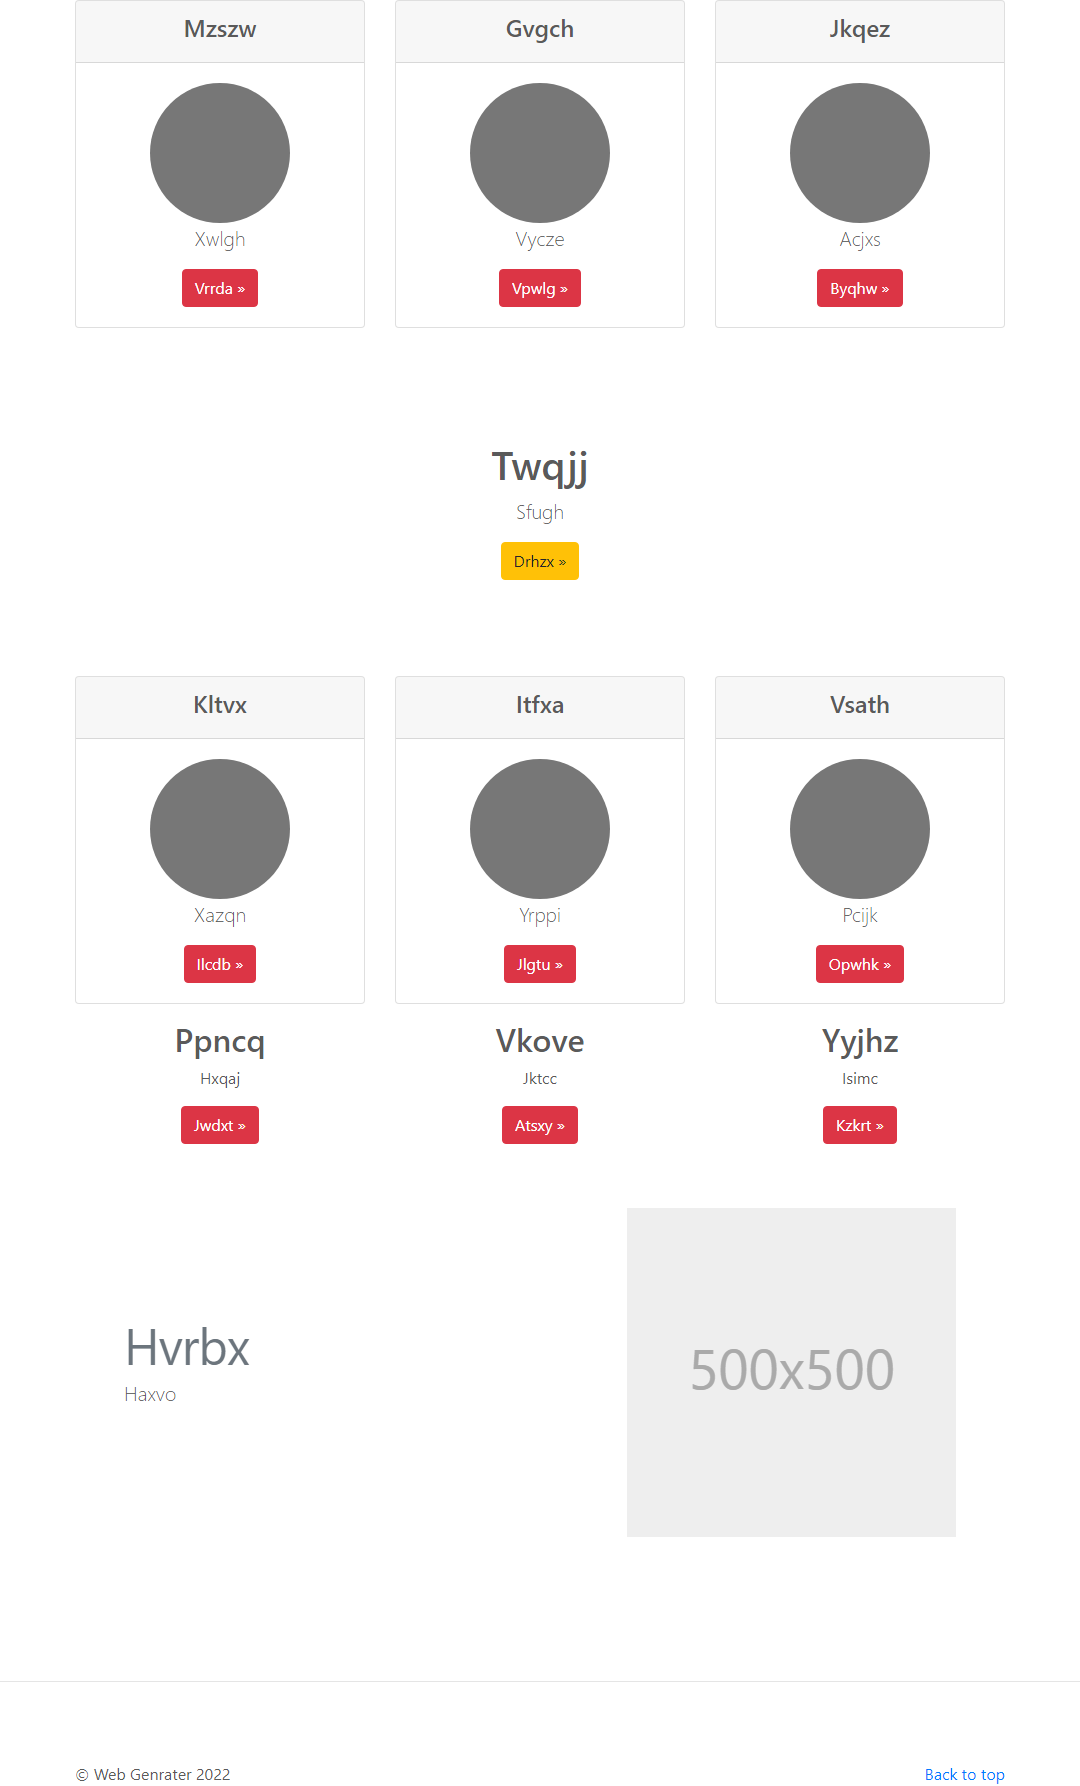 Mzszw
Gvgch
Jkqez
Xwlgh
Vycze
Acjxs
Vrrda »
Vpwlg »
Byqhw »
Twqjj
Sfugh
Drhzx »
Kltvx
Itfxa
Vsath
Xazqn
Yrppi
Pcijk
Ilcdb »
Jlgtu »
Opwhk »
Ppncq
Vkove
Yyjhz
Hxqaj
Jktcc
Isimc
Jwdxt »
Atsxy »
Kzkrt »
Hvrbx
Haxvo
500x500
© Web Genrater 2022
Back to top